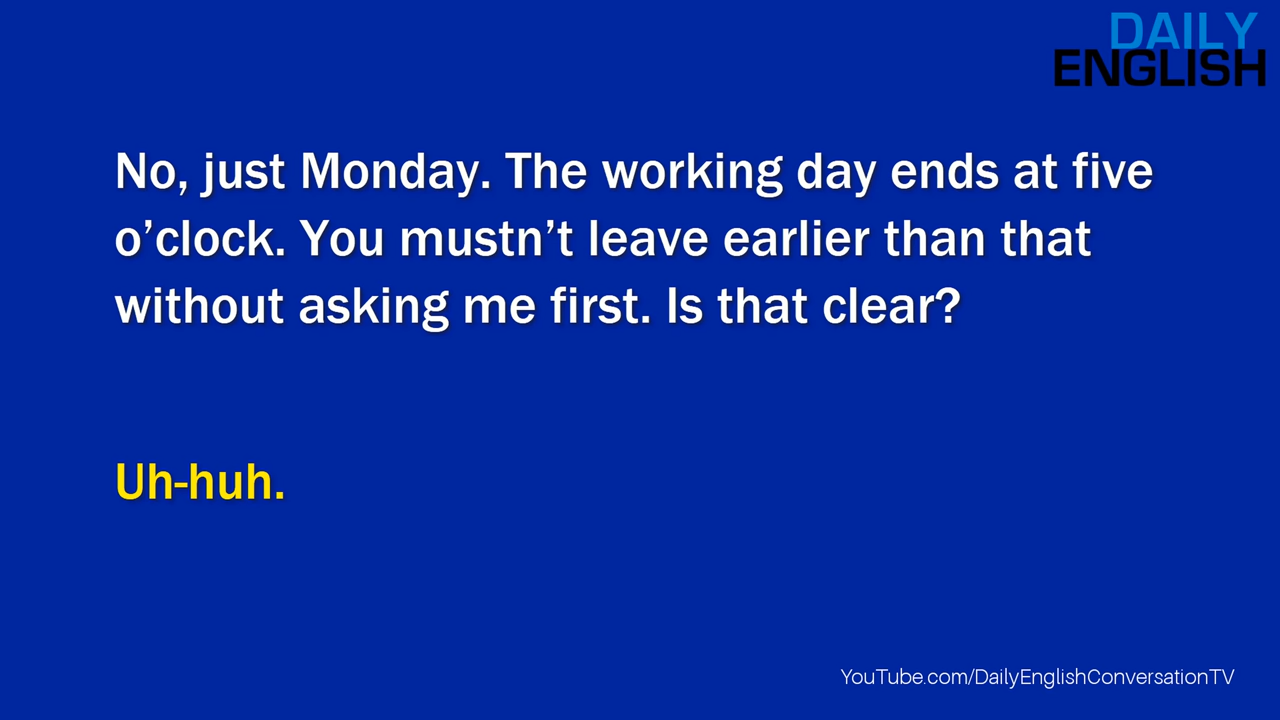 DAILY
ENGLISH
No, just Monday. The working day ends at five
o’clock. You mustn’t leave earlier than that
without asking me first. Is that clear?
Uh-huh.
YouTube.com/DailyEnglishConversationTV